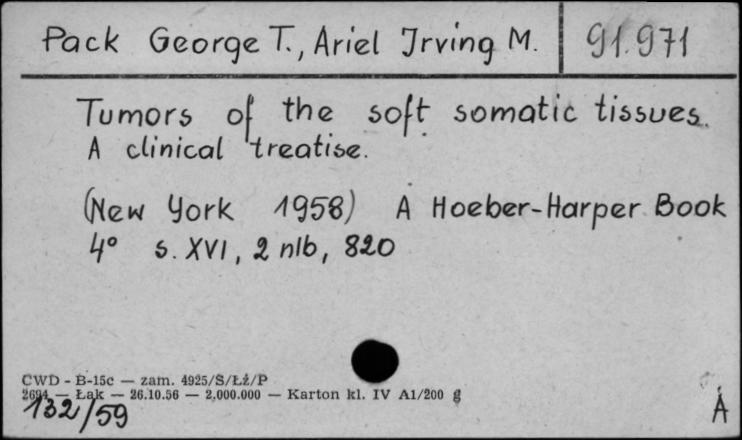 Pack George T., Ariel Irving M. 91.971
Tumors of the soft somatic tissues.
A clinical treatise.
(New York 1958) A Hoeber-Harper Book
4° s. XVI, 2 nlb, 820
CWD - B-15c — zam. 4925/S/Łż/P
2694 — Łak — 26.10.56 — 2.000.000 — Karton kl. IV A1/200 g
132/59
A